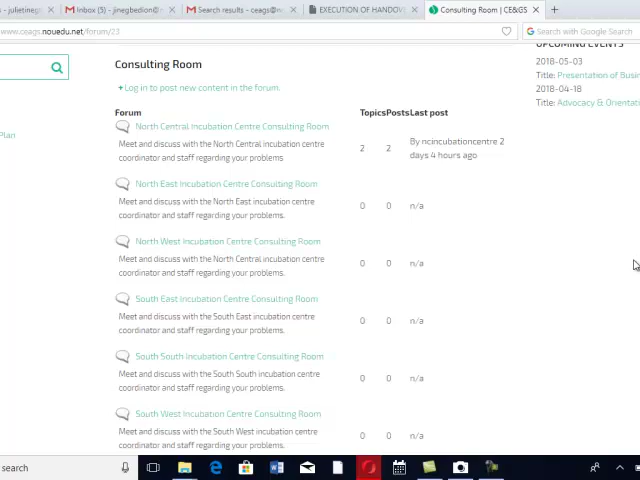 - julietineg
Inbox (5) - jinegbedion@
Search results - ceags@no
EXECUTION OF HANDOV
Consulting Room | CE&GS
www.ceags.nouedu.net/forum/23
Search with Google Search
UPCOMING EVENTS
2018-05-03
Title: Presentation of Busin
2018-04-18
Title: Advocacy & Orientati
Plan
Consulting Room
+Log in to post new content in the forum.
Forum Topics Posts Last post
North Central Incubation Centre Consulting Room
Meet and discuss with the North Central incubation centre
coordinator and staff regarding your problems
2 2 By ncincubationcentre 2
days 4 hours ago
North East Incubation Centre Consulting Room
Meet and discuss with the North East incubation centre
coordinator and staff regarding your problems.
0 0 n/a
North West Incubation Centre Consulting Room
Meet and discuss with the North Central incubation centre
coordinator and staff regarding your problems.
0 0 n/a
South East Incubation Centre Consulting Room
Meet and discuss with the South East incubation centre
coordinator and staff regarding your problems.
0 0 n/a
South South Incubation Centre Consulting Room
Meet and discuss with the South South incubation centre
coordinator and staff regarding your problems.
0 0 n/a
South West Incubation Centre Consulting Room
Meet and discuss with the South West incubation centre
coordinator and staff regarding your problems.
0 0 n/a
search